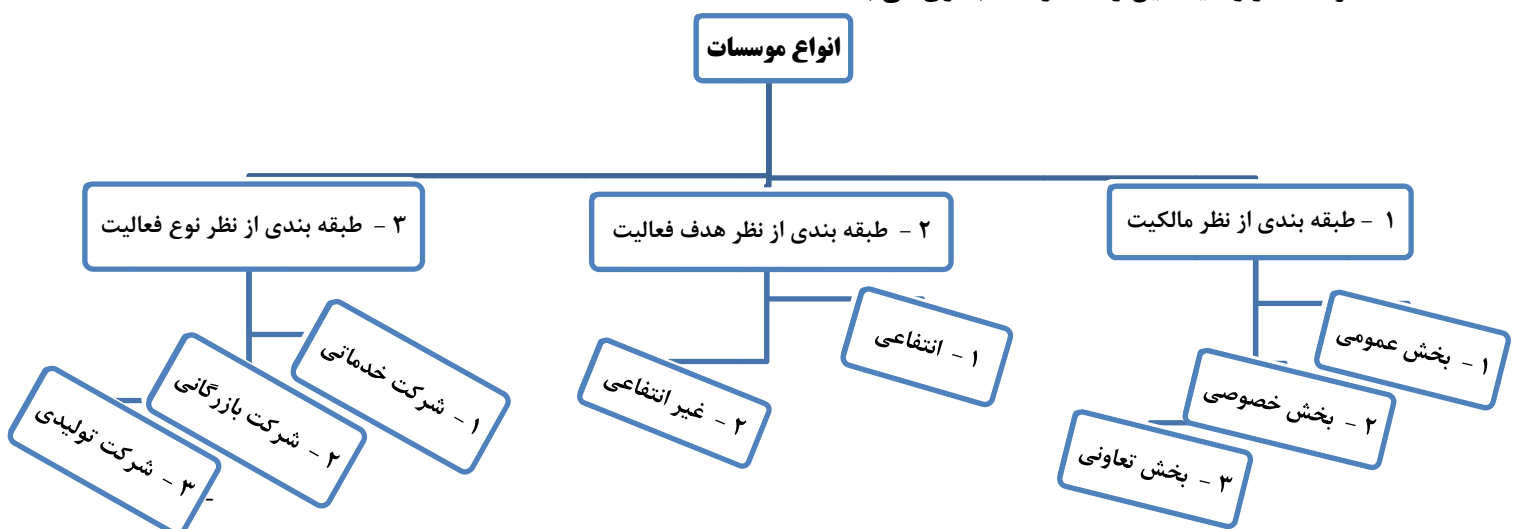 انواع موسسات
۱ - طبقه بندی از نظر مالکیت
۱ - بخش عمومی
۲ - بخش خصوصی
۳ - بخش تعاونی
۲ - طبقه بندی از نظر هدف فعالیت
۱ - انتفاعی
۲ - غیر انتفاعی
۳ - طبقه بندی از نظر نوع فعالیت
۱ - شرکت خدماتی
۲ - شرکت بازرگانی
۳ - شرکت تولیدی